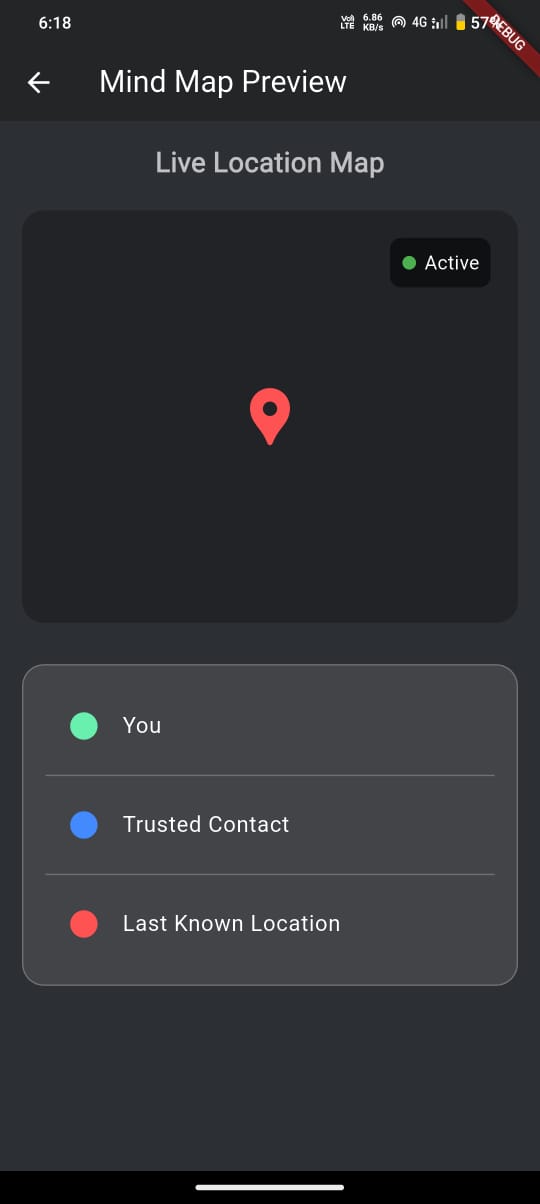 6:18
Vo)) 6.86 4G 57%
LTE KB/s
DEBUG
Mind Map Preview
Live Location Map
Active
You
Trusted Contact
Last Known Location